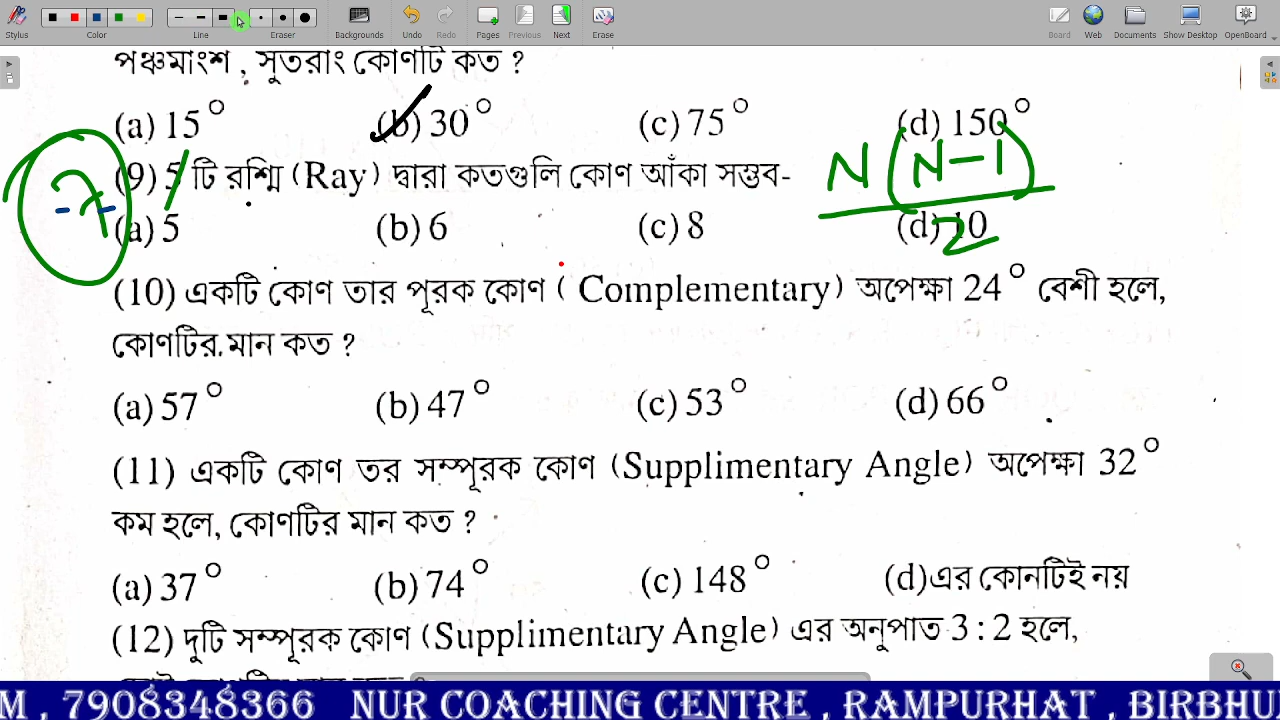 Stylus Color Line Eraser Backgrounds Undo Redo Pages Previous Next Erase Board Web Documents Show Desktop OpenBoard
পঞ্চমাংশ , সুতরাং কোণটি কত ?
(a) 15° (b) 30° (c) 75° (d) 150°
(9) 5 টি রশ্মি (Ray) দ্বারা কতগুলি কোণ আঁকা সম্ভব- N(N-1)
(a) 5 (b) 6 (c) 8 (d) 10 2
(10) একটি কোণ তার পূরক কোণ ( Complementary) অপেক্ষা 24° বেশী হলে,
কোণটির মান কত ?
(a) 57° (b) 47° (c) 53° (d) 66°
(11) একটি কোণ তর সম্পূরক কোণ (Supplimentary Angle) অপেক্ষা 32°
কম হলে, কোণটির মান কত ?
(a) 37° (b) 74° (c) 148° (d)এর কোনটিই নয়
(12) দুটি সম্পূরক কোণ (Supplimentary Angle) এর অনুপাত 3 : 2 হলে,
M , 7908348366 NUR COACHING CENTRE , RAMPURHAT , BIRBHU